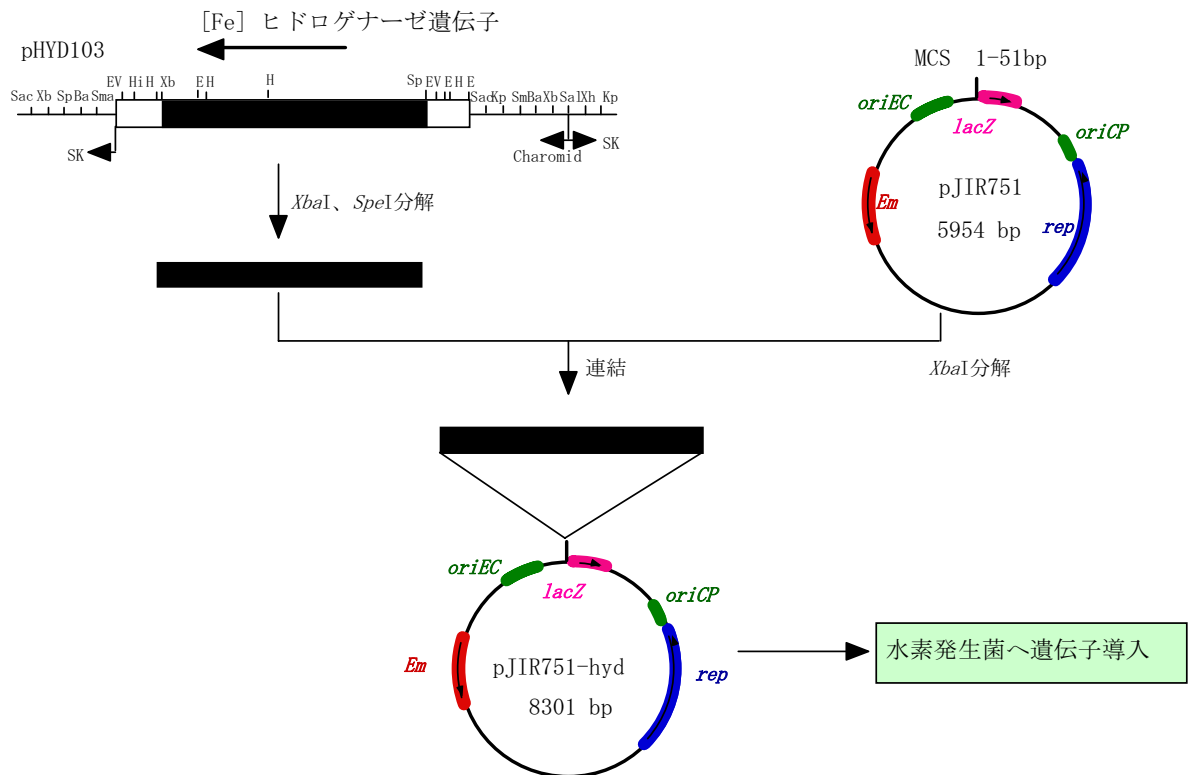 [Fe] ヒドロゲナーゼ遺伝子
pHYD103
EV Hi H Xb E H H Sp EV E H E
Sac Xb Sp Ba Sma
Sac Kp Sm Ba Xb Sal Xh Kp
SK
Charomid
SK
XbaI、SpeI分解
MCS 1-51bp
oriEC
lacZ
oriCP
Em
pJIR751
5954 bp
rep
連結
XbaI分解
oriEC
lacZ
oriCP
Em
pJIR751-hyd
8301 bp
rep
水素発生菌へ遺伝子導入